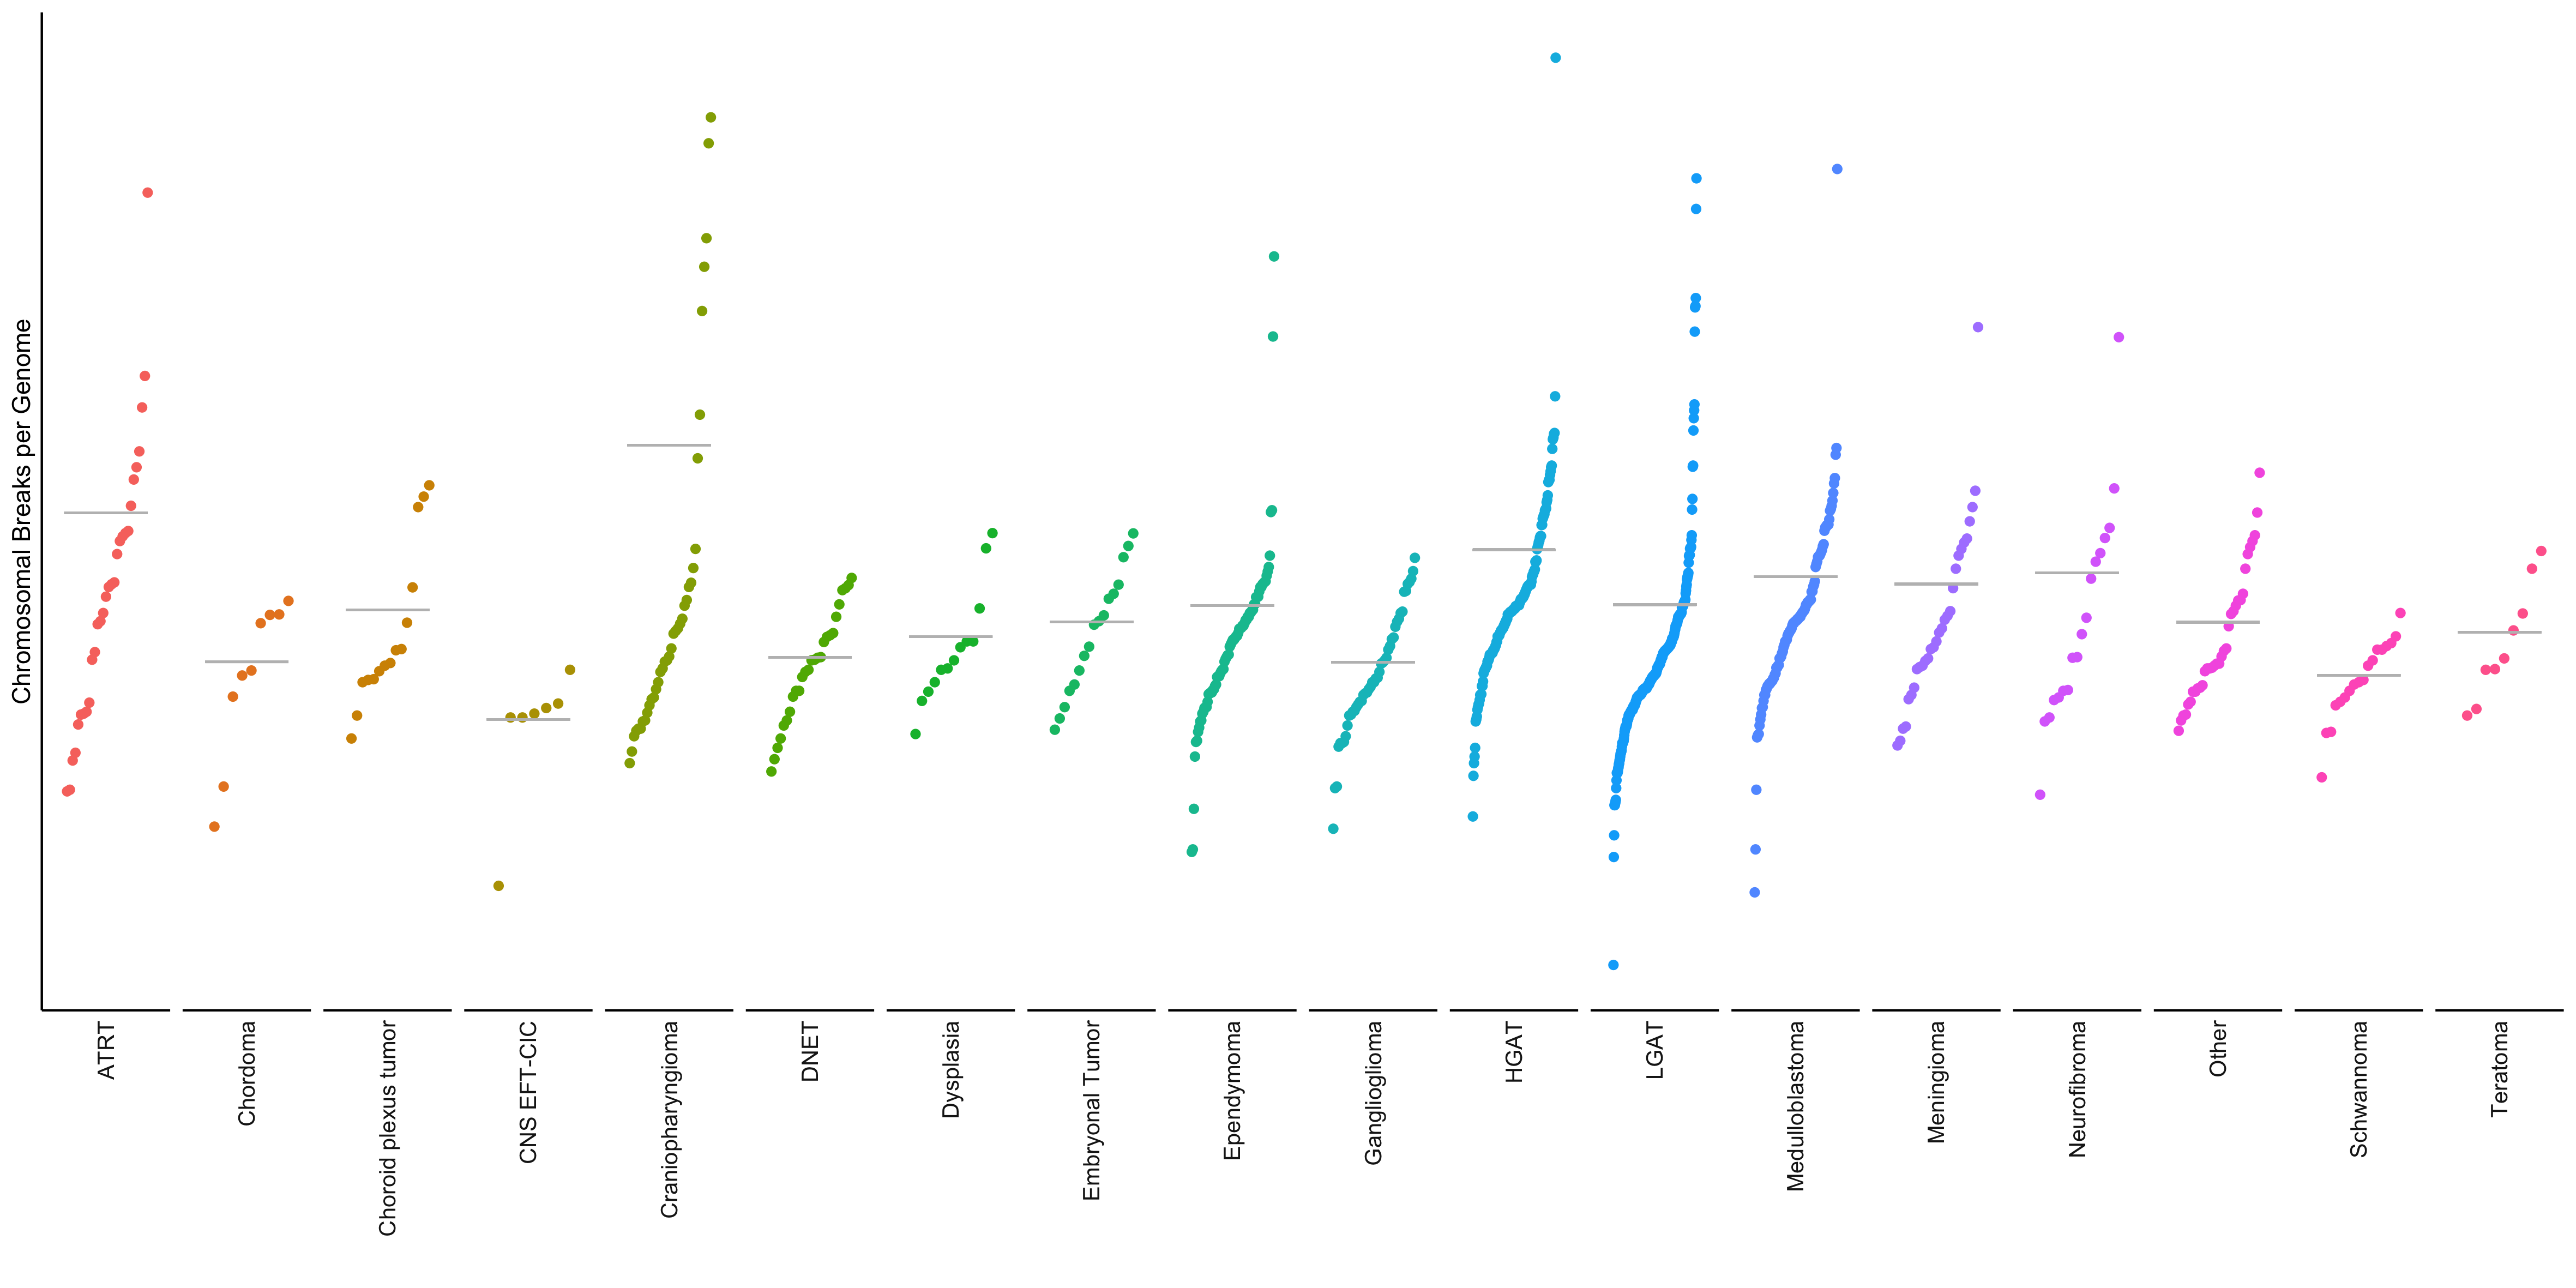 Chromosomal Breaks per Genome
ATRT
Chordoma
Choroid plexus tumor
CNS EFT-CIC
Craniopharyngioma
DNET
Dysplasia
Embryonal Tumor
Ependymoma
Ganglioglioma
HGAT
LGAT
Medulloblastoma
Meningioma
Neurofibroma
Other
Schwannoma
Teratoma